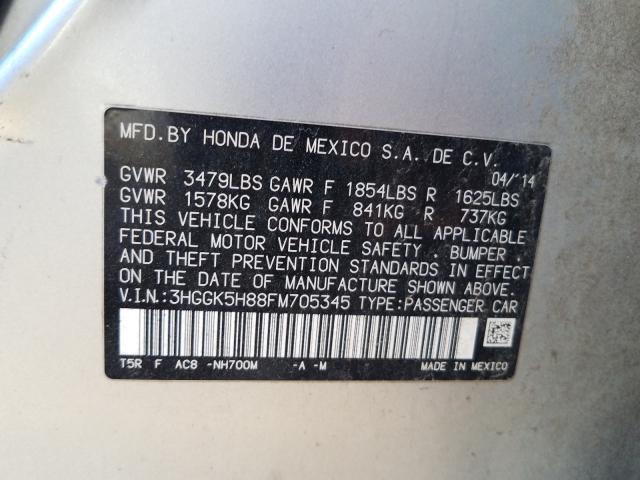 MFD.BY HONDA DE MEXICO S.A. DE C.V.
04/'14
GVWR 3479LBS GAWR F 1854LBS R 1625LBS
GVWR 1578KG GAWR F 841KG R 737KG
THIS VEHICLE CONFORMS TO ALL APPLICABLE
FEDERAL MOTOR VEHICLE SAFETY . BUMPER .
AND THEFT PREVENTION STANDARDS IN EFFECT
ON THE DATE OF MANUFACTURE SHOWN ABOVE.
V.I.N.:3HGGK5H88FM705345 TYPE:PASSENGER CAR
T5R F AC8 -NH700M -A -M MADE IN MEXICO